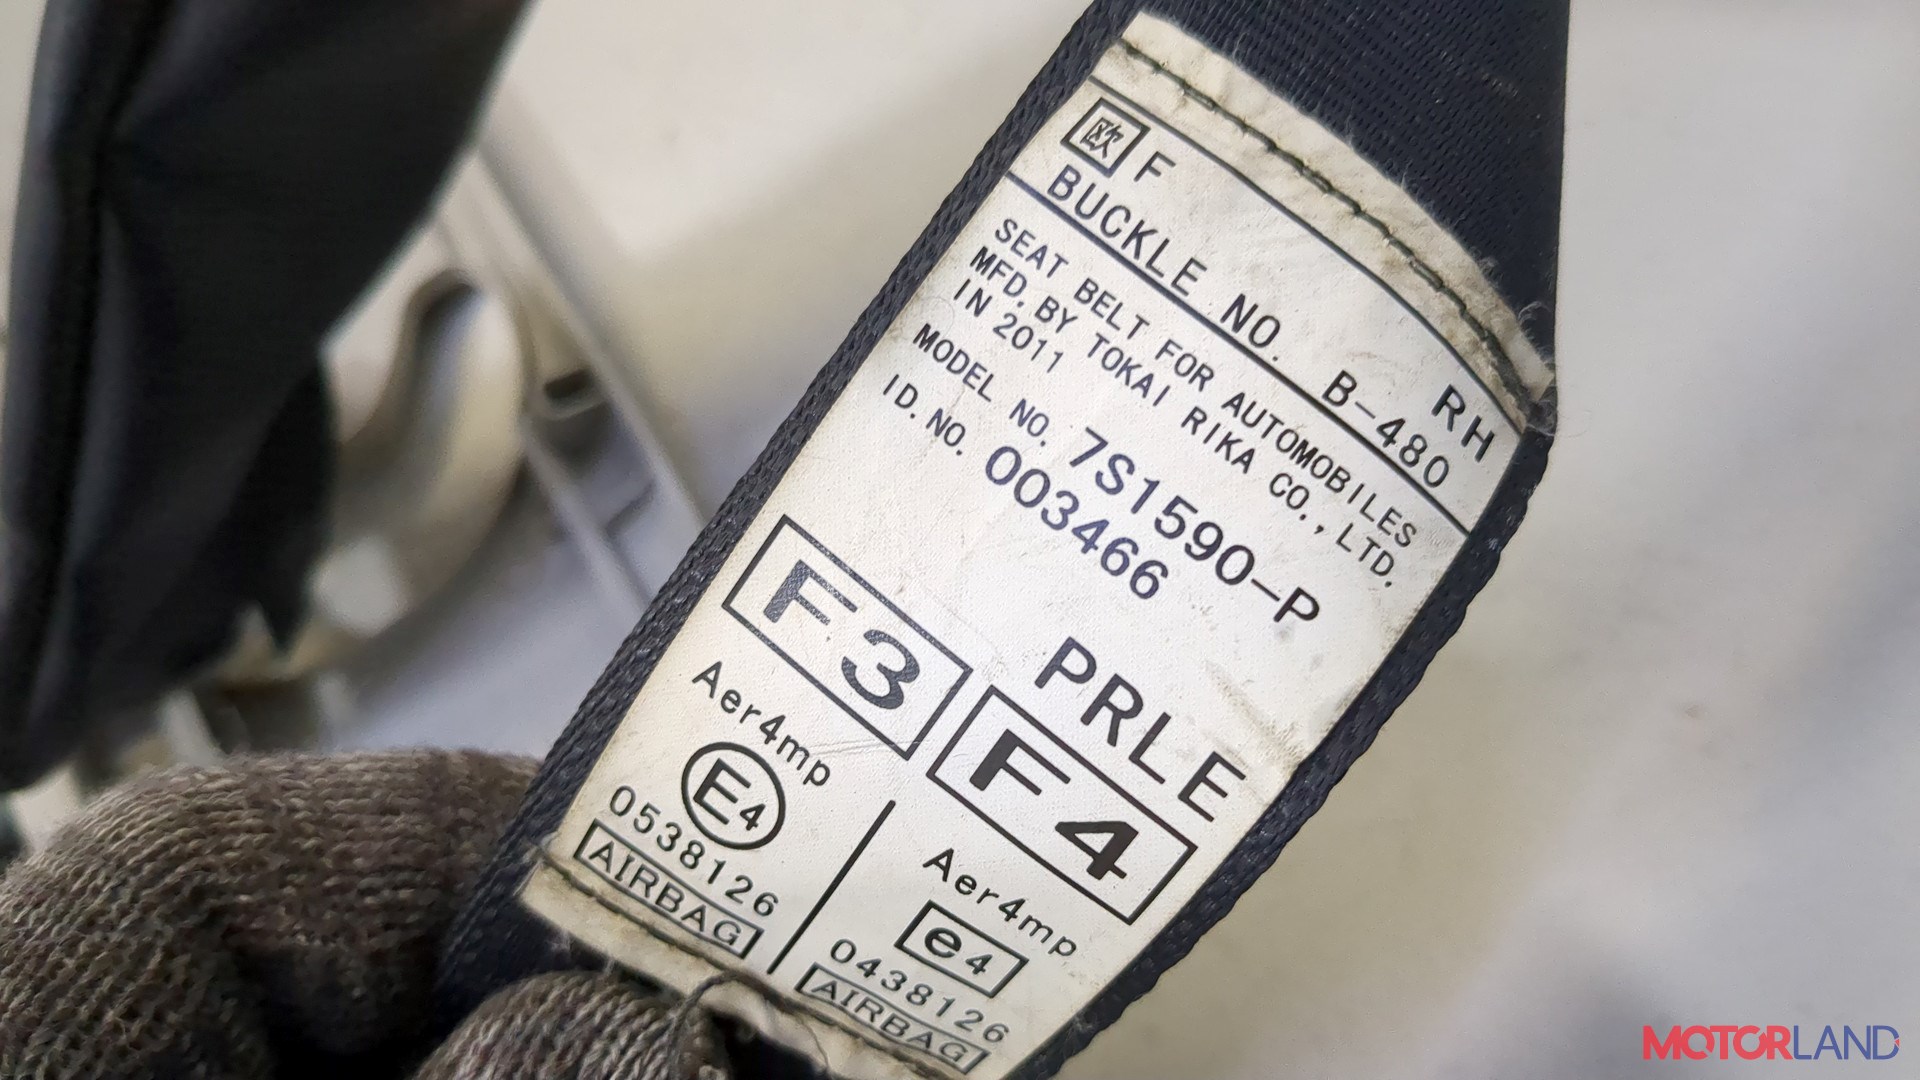 欧 F RH
BUCKLE NO. B-480
SEAT BELT FOR AUTOMOBILES
MFD. BY TOKAI RIKA CO., LTD.
IN 2011
MODEL NO. 7S1590-P
ID. NO. 003466
PRLE
F3
Aer4mp
E4
0538126
AIRBAG
F4
Aer4mp
e4
0438126
AIRBAG
MOTORLAND